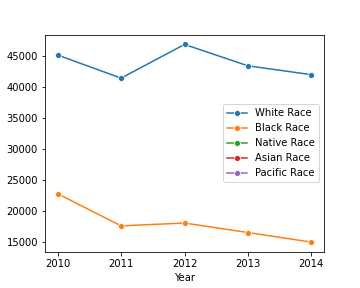 45000
40000
35000
30000
25000
20000
15000
White Race
Black Race
Native Race
Asian Race
Pacific Race
2010 2011 2012 2013 2014
Year